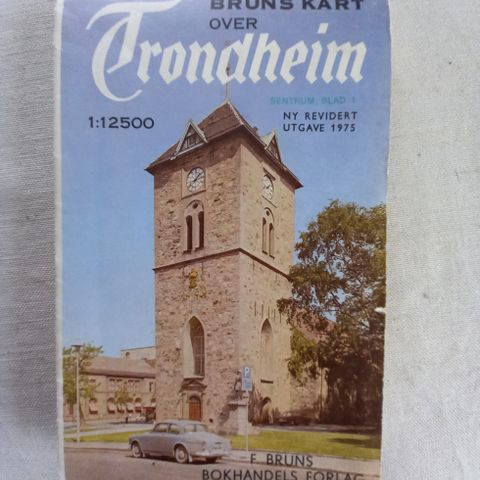 BRUNS KART
OVER
Trondheim
SENTRUM, BLAD 1
1:12500
NY REVIDERT
UTGAVE 1975
P
F. BRUNS
BOKHANDELS FORLAG